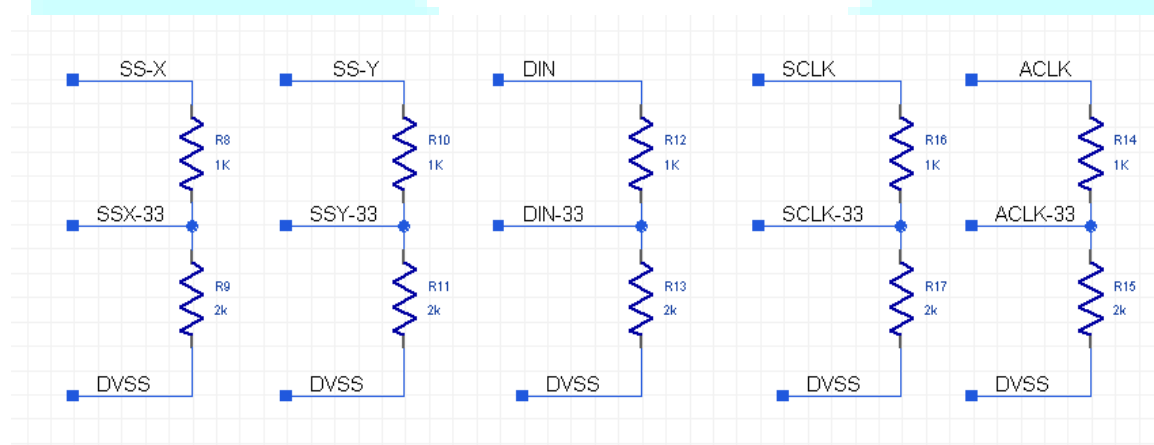 SS-X SS-Y DIN SCLK ACLK
R8 R10 R12 R16 R14
1K 1K 1K 1K 1K
SSX-33 SSY-33 DIN-33 SCLK-33 ACLK-33
R9 R11 R13 R17 R15
2k 2k 2k 2k 2k
DVSS DVSS DVSS DVSS DVSS